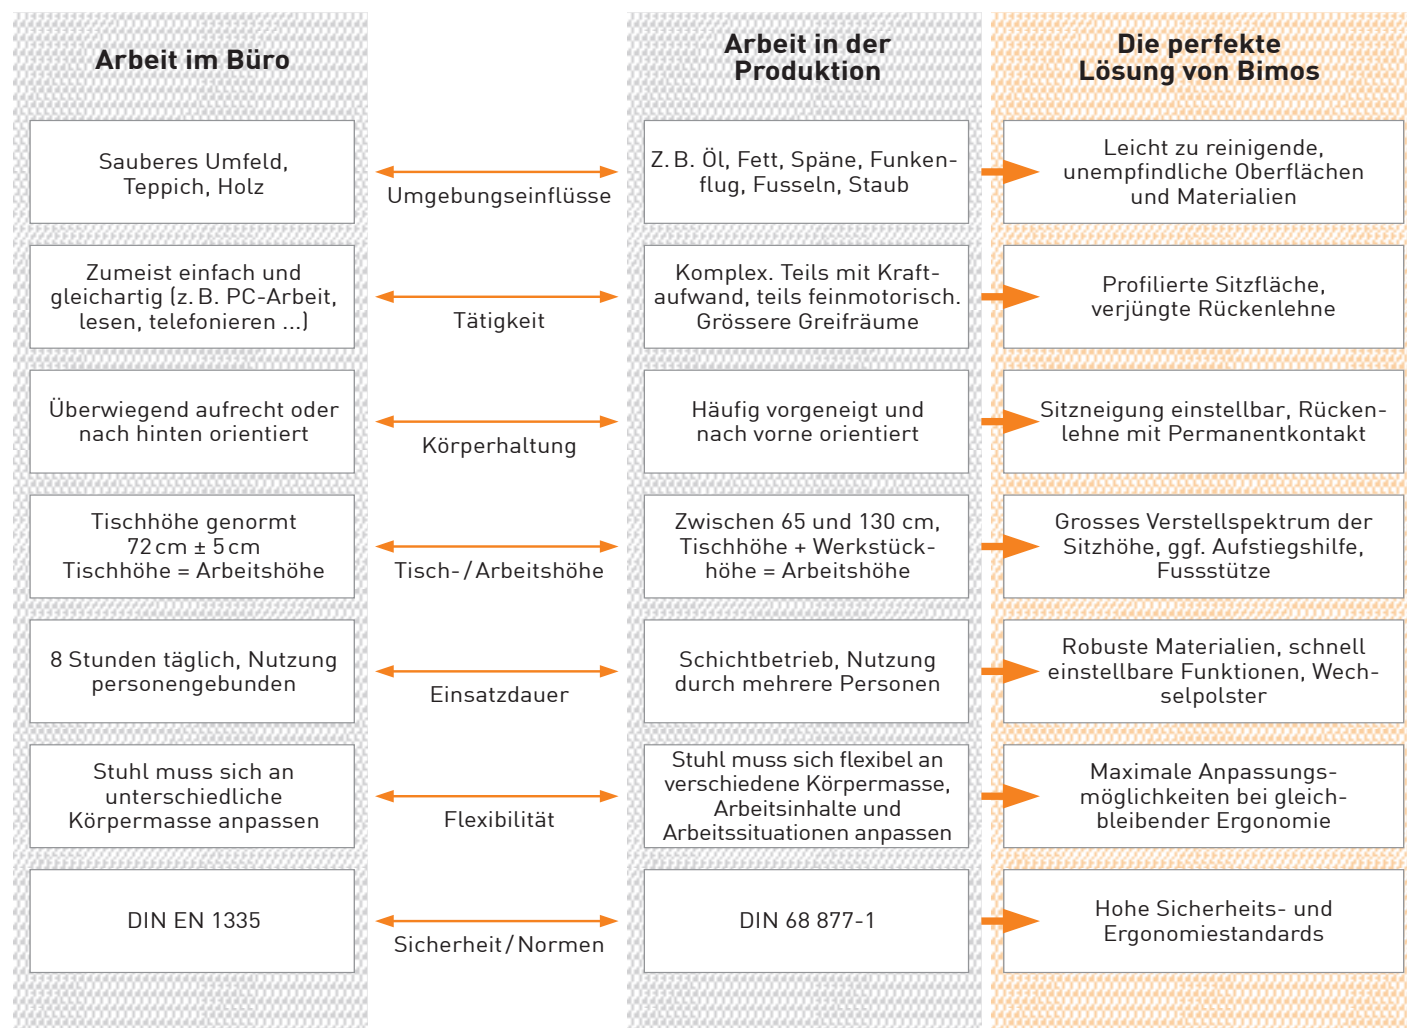 Arbeit im Büro
Arbeit in der
Produktion
Die perfekte
Lösung von Bimos
Sauberes Umfeld,
Teppich, Holz
Umgebungseinflüsse
Z. B. Öl, Fett, Späne, Funken-
flug, Fusseln, Staub
Leicht zu reinigende,
unempfindliche Oberflächen
und Materialien
Zumeist einfach und
gleichartig (z. B. PC-Arbeit,
lesen, telefonieren ...)
Tätigkeit
Komplex. Teils mit Kraft-
aufwand, teils feinmotorisch.
Grössere Greifräume
Profilierte Sitzfläche,
verjüngte Rückenlehne
Überwiegend aufrecht oder
nach hinten orientiert
Körperhaltung
Häufig vorgeneigt und
nach vorne orientiert
Sitzneigung einstellbar, Rücken-
lehne mit Permanentkontakt
Tischhöhe genormt
72 cm ± 5 cm
Tischhöhe = Arbeitshöhe
Tisch- / Arbeitshöhe
Zwischen 65 und 130 cm,
Tischhöhe + Werkstück-
höhe = Arbeitshöhe
Grosses Verstellspektrum der
Sitzhöhe, ggf. Aufstiegshilfe,
Fussstütze
8 Stunden täglich, Nutzung
personengebunden
Einsatzdauer
Schichtbetrieb, Nutzung
durch mehrere Personen
Robuste Materialien, schnell
einstellbare Funktionen, Wech-
selpolster
Stuhl muss sich an
unterschiedliche
Körpermasse anpassen
Flexibilität
Stuhl muss sich flexibel an
verschiedene Körpermasse,
Arbeitsinhalte und
Arbeitssituationen anpassen
Maximale Anpassungs-
möglichkeiten bei gleich-
bleibender Ergonomie
DIN EN 1335
Sicherheit / Normen
DIN 68 877-1
Hohe Sicherheits- und
Ergonomiestandards